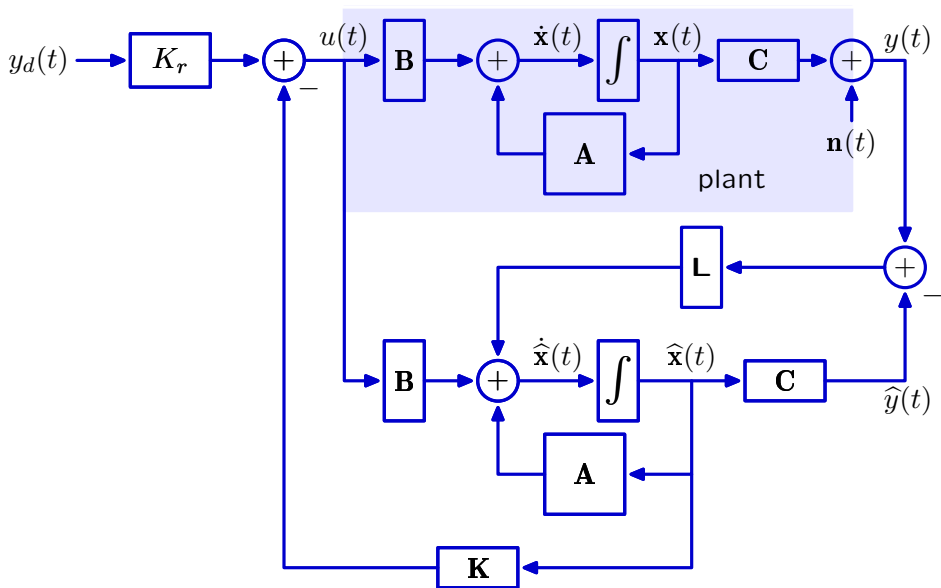 u(t) ẋ(t) x(t) y(t)
y_d(t) K_r + B + ∫ C +
−
A n(t)
plant
L +
−
x̂̇(t) x̂(t)
B + ∫ C
ŷ(t)
A
K